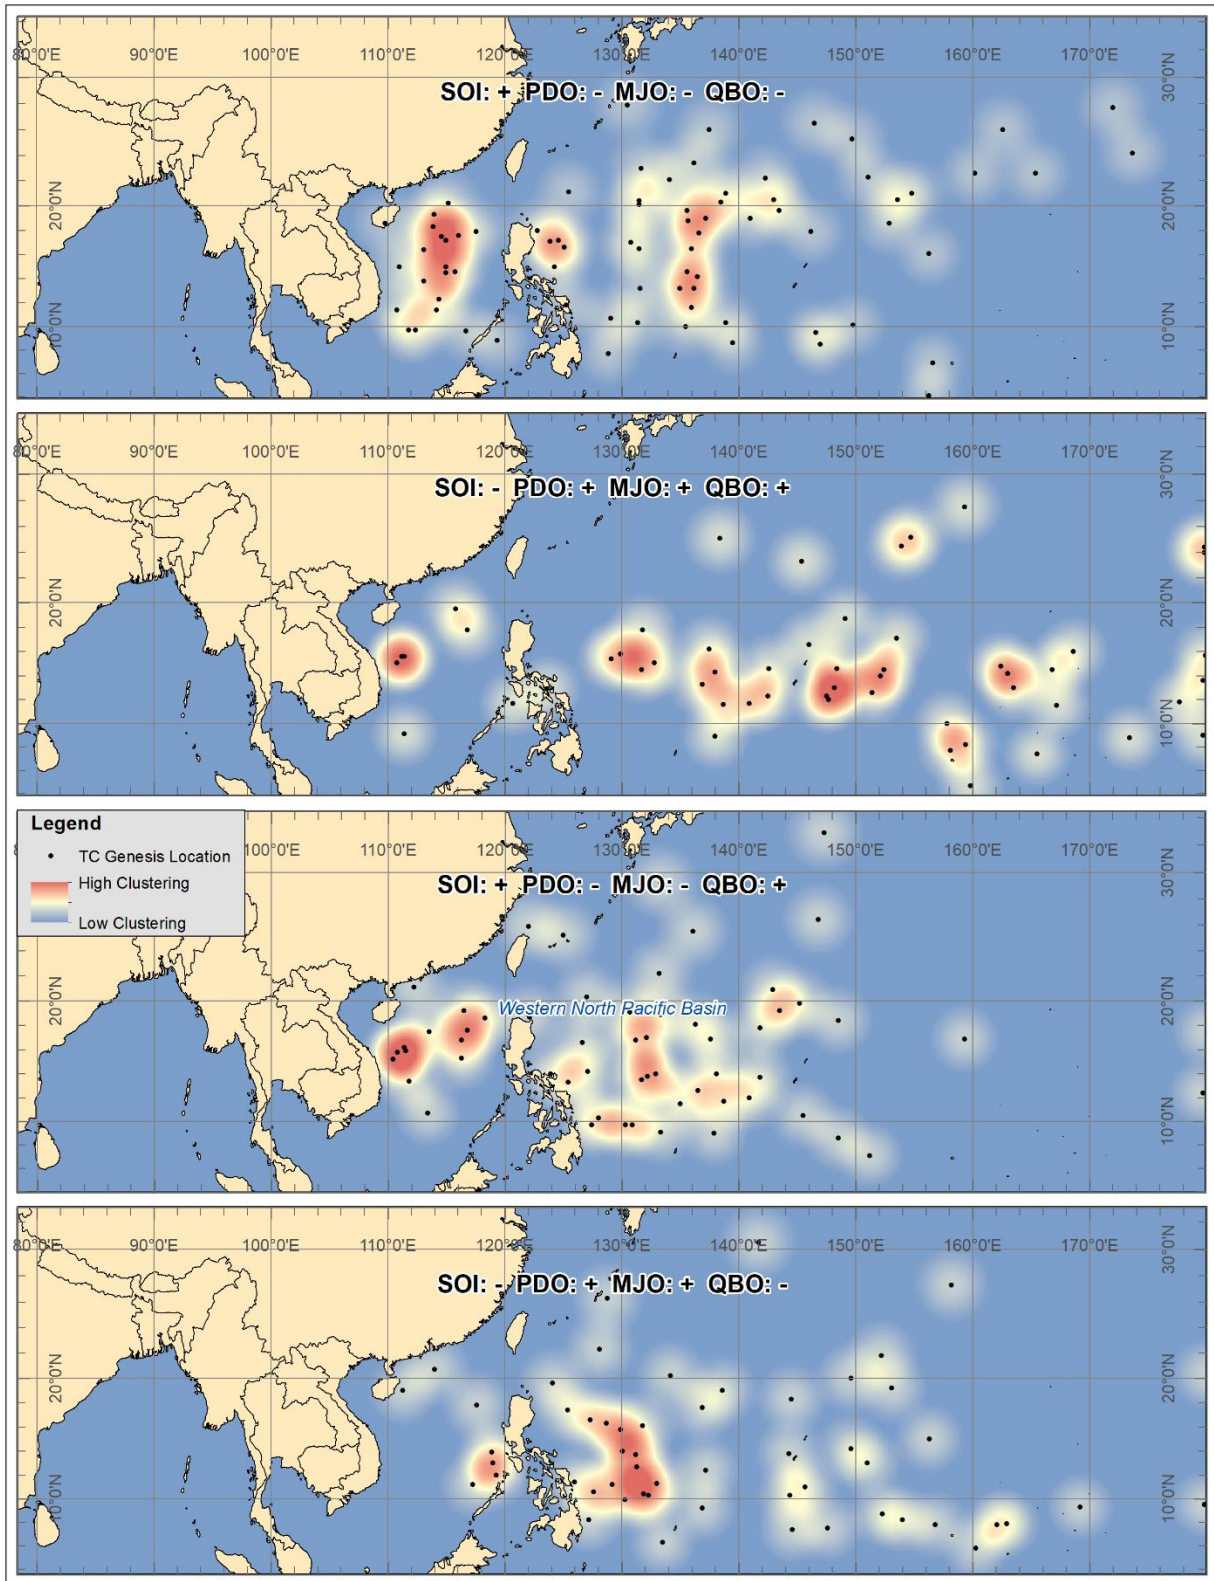 80°0'E 90°0'E 100°0'E 110°0'E 120°0'E 130°0'E 140°0'E 150°0'E 160°0'E 170°0'E
30°0'N
SOI: + PDO: - MJO: - QBO: -
20°0'N 20°0'N
10°0'N 10°0'N
80°0'E 90°0'E 100°0'E 110°0'E 120°0'E 130°0'E 140°0'E 150°0'E 160°0'E 170°0'E
30°0'N
SOI: - PDO: + MJO: + QBO: +
20°0'N 20°0'N
10°0'N 10°0'N
Legend
TC Genesis Location
High Clustering
Low Clustering
100°0'E 110°0'E 120°0'E 130°0'E 140°0'E 150°0'E 160°0'E 170°0'E
30°0'N
SOI: + PDO: - MJO: - QBO: +
20°0'N 20°0'N
Western North Pacific Basin
10°0'N 10°0'N
80°0'E 90°0'E 100°0'E 110°0'E 120°0'E 130°0'E 140°0'E 150°0'E 160°0'E 170°0'E
30°0'N
SOI: - PDO: + MJO: + QBO: -
20°0'N 20°0'N
10°0'N 10°0'N